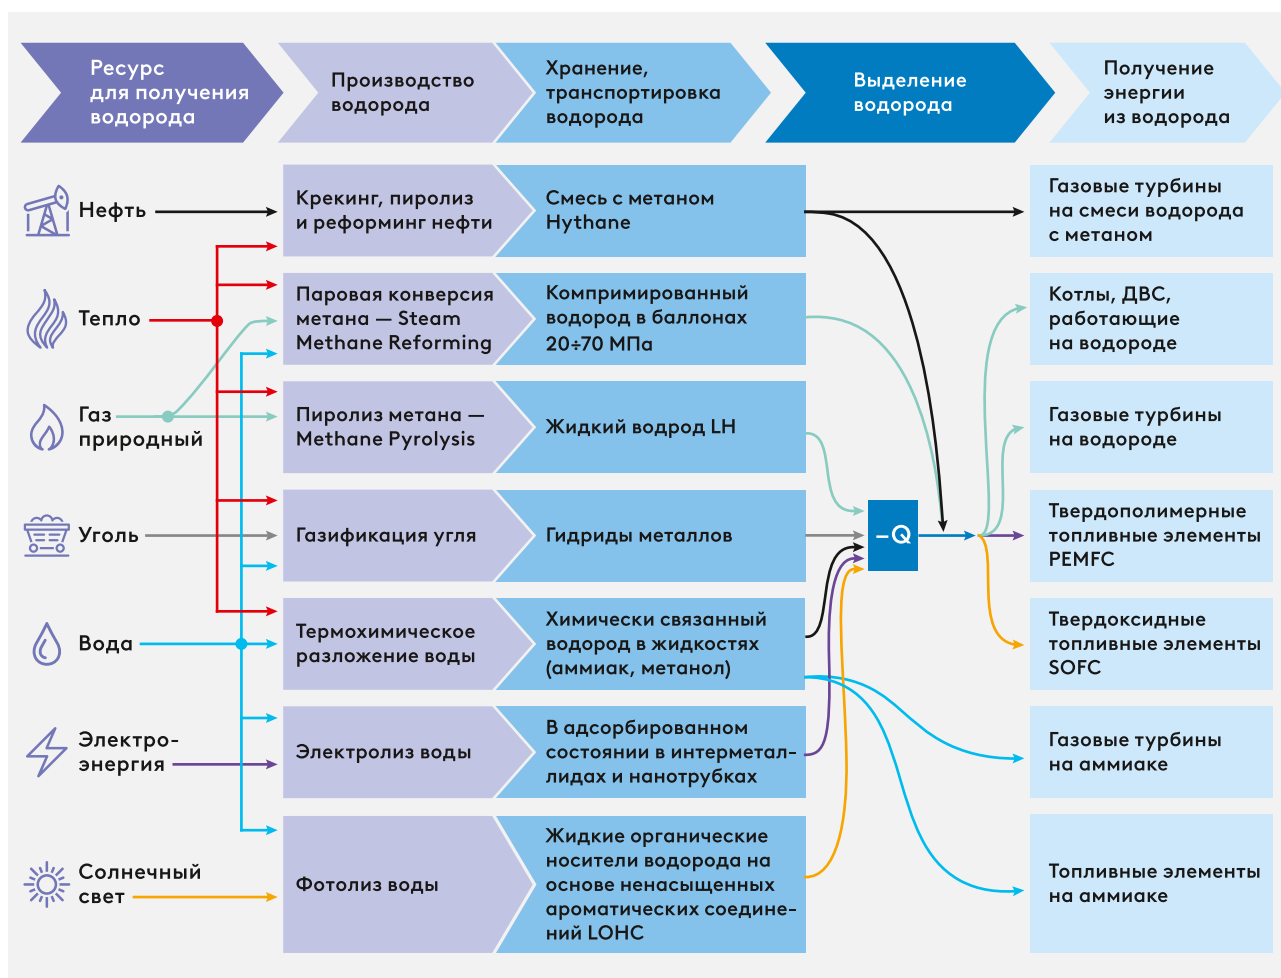 Ресурс
для получения
водорода
Производство
водорода
Хранение,
транспортировка
водорода
Выделение
водорода
Получение
энергии
из водорода
Нефть
Тепло
Газ
природный
Уголь
Вода
Электро-
энергия
Солнечный
свет
Крекинг, пиролиз
и реформинг нефти
Паровая конверсия
метана — Steam
Methane Reforming
Пиролиз метана —
Methane Pyrolysis
Газификация угля
Термохимическое
разложение воды
Электролиз воды
Фотолиз воды
Смесь с метаном
Hythane
Компримированный
водород в баллонах
20÷70 МПа
Жидкий водрод LH
Гидриды металлов
Химически связанный
водород в жидкостях
(аммиак, метанол)
В адсорбированном
состоянии в интерметал-
лидах и нанотрубках
Жидкие органические
носители водорода на
основе ненасыщенных
ароматических соедине-
ний LOHC
–Q
Газовые турбины
на смеси водорода
с метаном
Котлы, ДВС,
работающие
на водороде
Газовые турбины
на водороде
Твердополимерные
топливные элементы
PEMFC
Твердоксидные
топливные элементы
SOFC
Газовые турбины
на аммиаке
Топливные элементы
на аммиаке